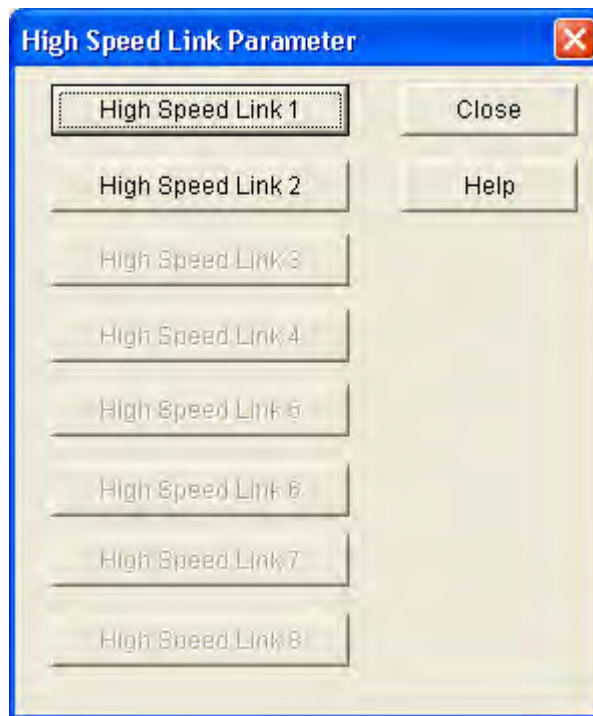 High Speed Link Parameter
High Speed Link 1
Close
High Speed Link 2
Help
High Speed Link 3
High Speed Link 4
High Speed Link 5
High Speed Link 6
High Speed Link 7
High Speed Link 8